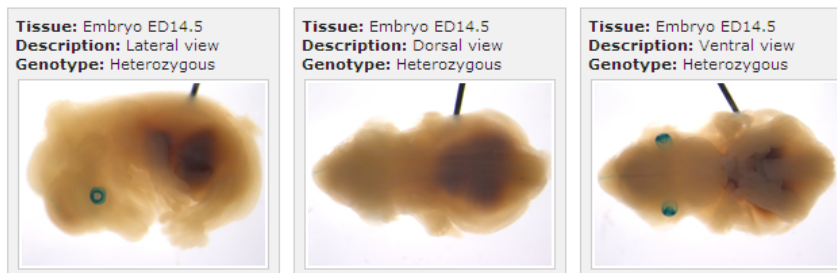 Tissue: Embryo ED14.5
Description: Lateral view
Genotype: Heterozygous
Tissue: Embryo ED14.5
Description: Dorsal view
Genotype: Heterozygous
Tissue: Embryo ED14.5
Description: Ventral view
Genotype: Heterozygous